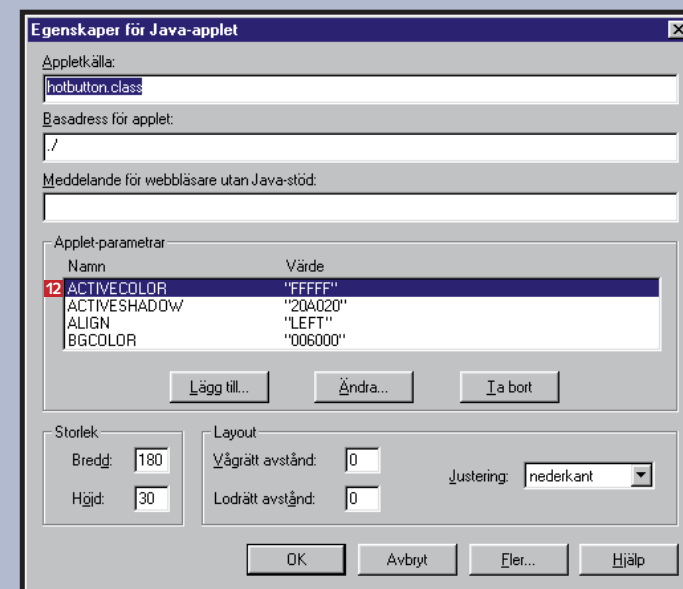 Egenskaper för Java-applet
Appletkälla:
hotbutton.class
Basadress för applet:
./
Meddelande för webbläsare utan Java-stöd:
Applet-parametrar
Namn Värde
12 ACTIVECOLOR "FFFFF"
ACTIVESHADOW "20A020"
ALIGN "LEFT"
BGCOLOR "006000"
Lägg till... Ändra... Ta bort
Storlek Layout
Bredd: 180 Vågrätt avstånd: 0
Justering: nederkant
Höjd: 30 Lodrätt avstånd: 0
OK Avbryt Fler... Hjälp